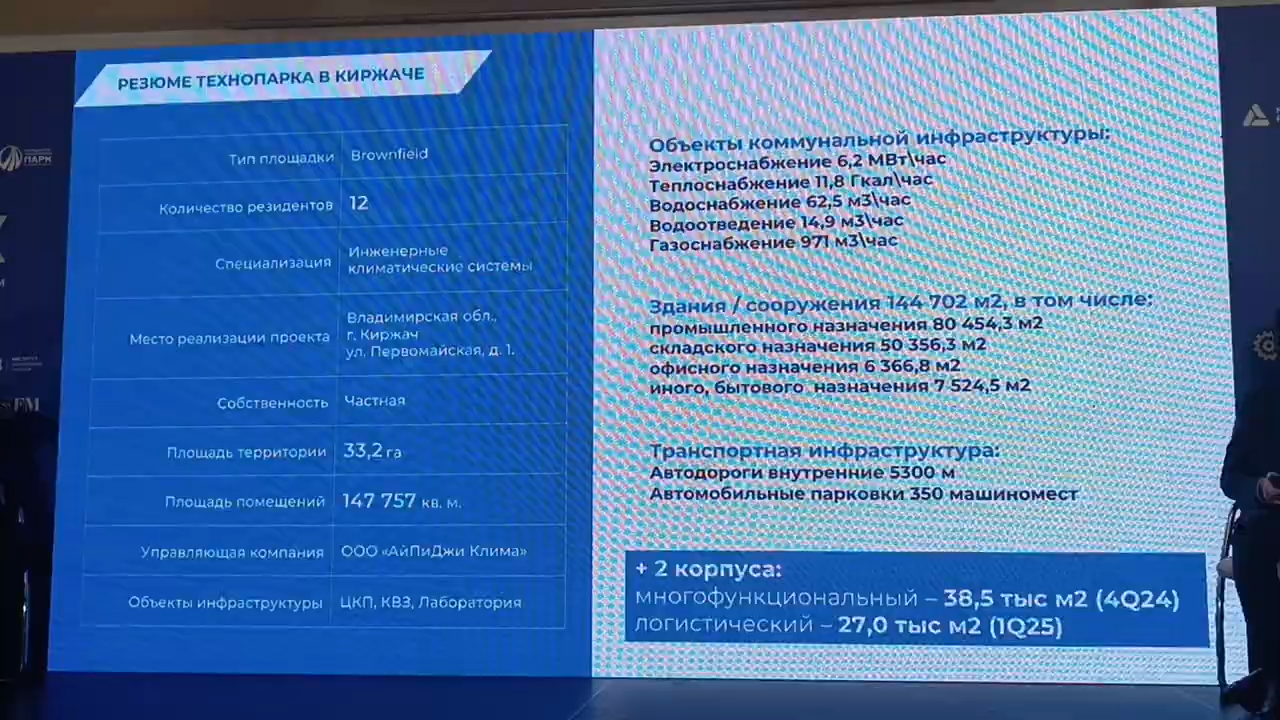 РЕЗЮМЕ ТЕХНОПАРКА В КИРЖАЧЕ
Тип площадки Brownfield
Количество резидентов 12
Специализация Инженерные
климатические системы
Место реализации проекта Владимирская обл.,
г. Киржач
ул. Первомайская, д. 1.
Собственность Частная
Площадь территории 33,2 га
Площадь помещений 147 757 кв. м.
Управляющая компания ООО «АйПиДжи Клима»
Объекты инфраструктуры ЦКП, КВЗ, Лаборатория
Объекты коммунальной инфраструктуры:
Электроснабжение 6,2 МВт\час
Теплоснабжение 11,8 Гкал\час
Водоснабжение 62,5 м3\час
Водоотведение 14,9 м3\час
Газоснабжение 971 м3\час
Здания / сооружения 144 702 м2, в том числе:
промышленного назначения 80 454,3 м2
складского назначения 50 356,3 м2
офисного назначения 6 366,8 м2
иного, бытового назначения 7 524,5 м2
Транспортная инфраструктура:
Автодороги внутренние 5300 м
Автомобильные парковки 350 машиномест
+ 2 корпуса:
многофункциональный – 38,5 тыс м2 (4Q24)
логистический – 27,0 тыс м2 (1Q25)
ПАРК
FM